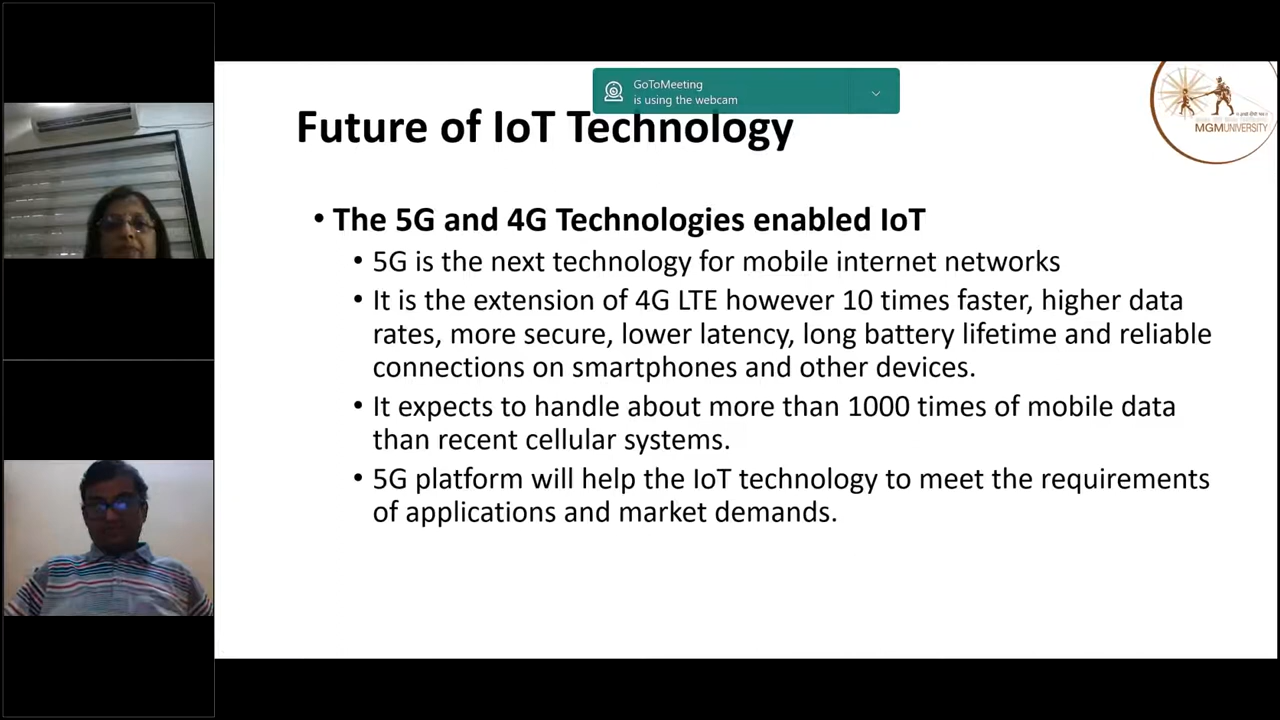 GoToMeeting
is using the webcam
MGMUNIVERSITY
Future of IoT Technology
• The 5G and 4G Technologies enabled IoT
• 5G is the next technology for mobile internet networks
• It is the extension of 4G LTE however 10 times faster, higher data
rates, more secure, lower latency, long battery lifetime and reliable
connections on smartphones and other devices.
• It expects to handle about more than 1000 times of mobile data
than recent cellular systems.
• 5G platform will help the IoT technology to meet the requirements
of applications and market demands.